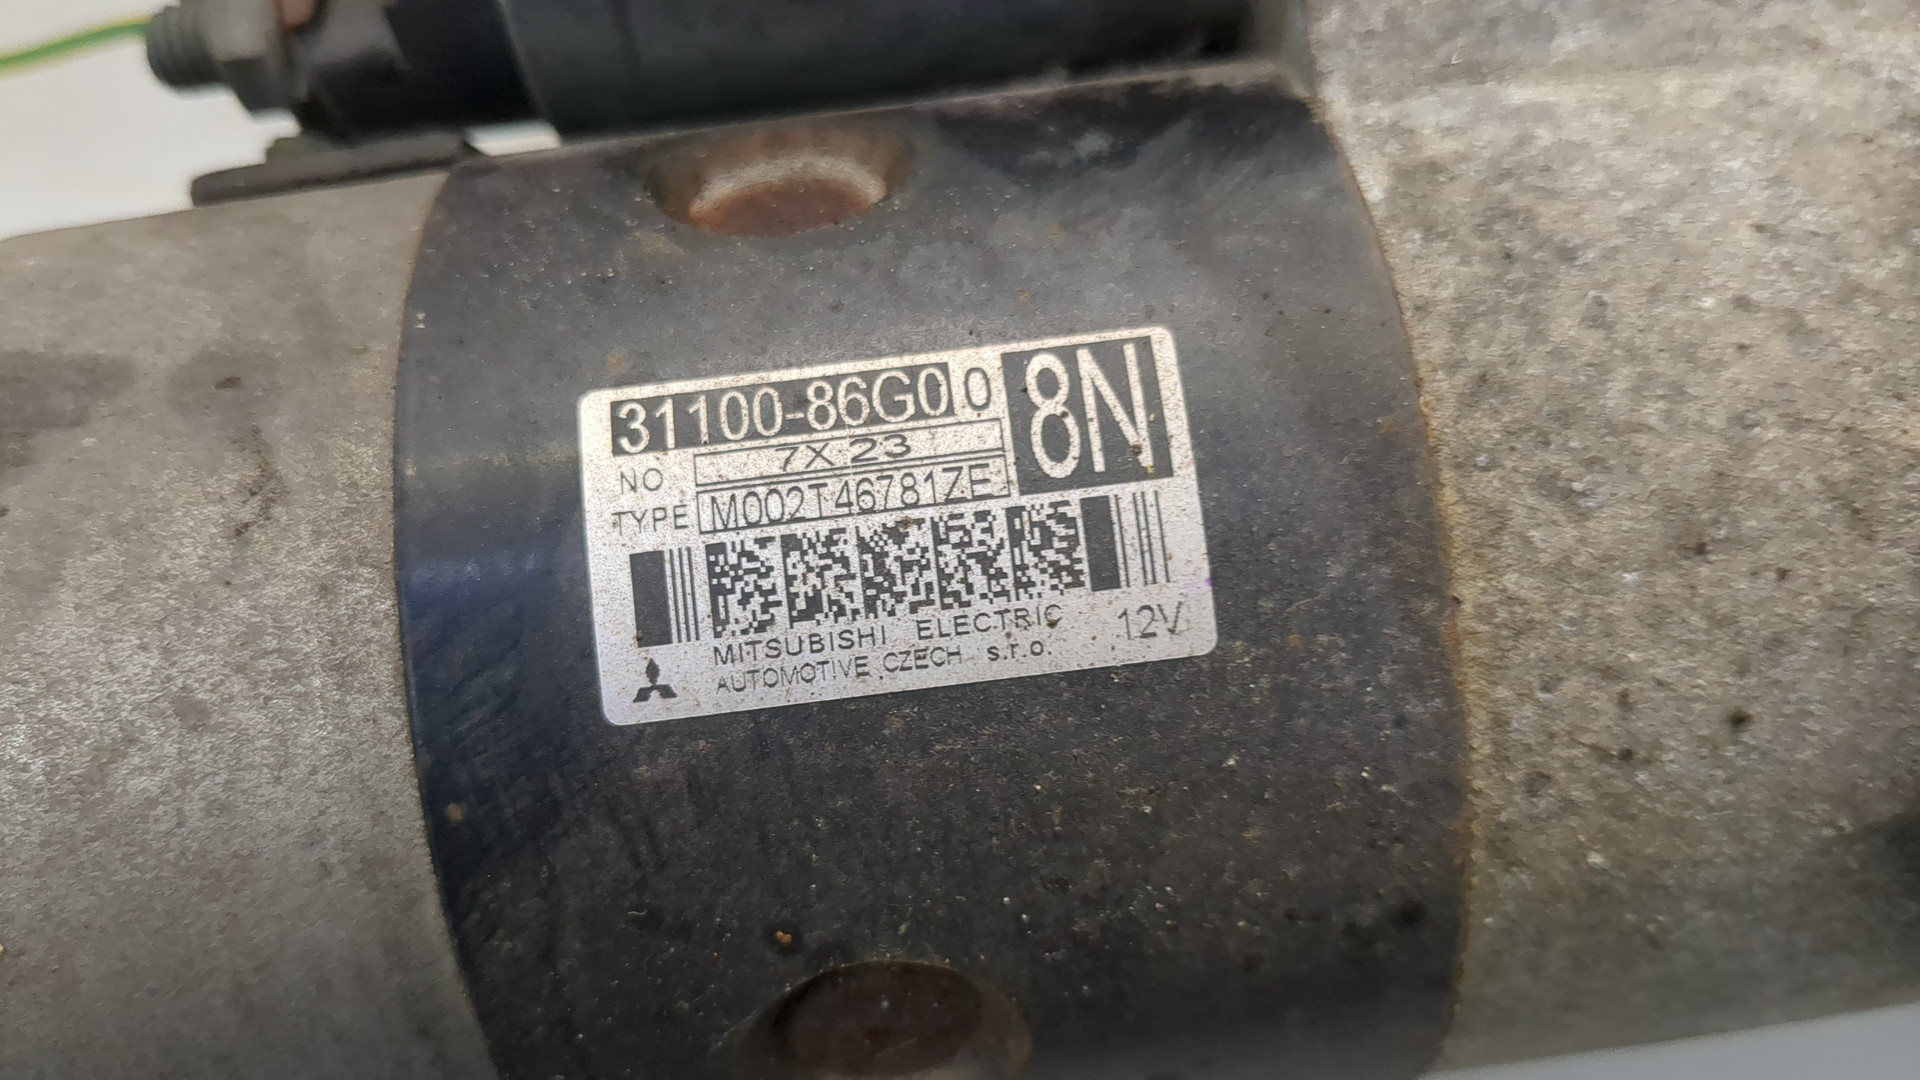 31100-86G00 8N
NO 7X 23
TYPE M002T46781ZE
MITSUBISHI ELECTRIC 12V
AUTOMOTIVE CZECH s.r.o.